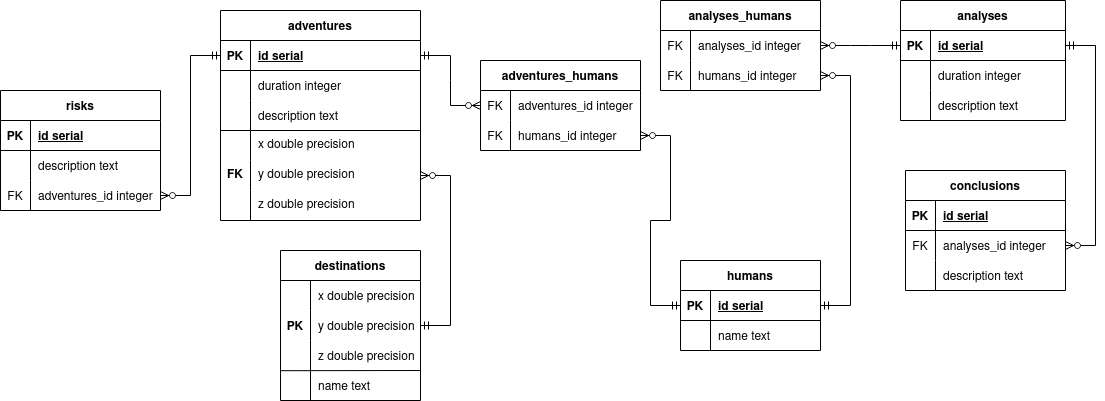 adventures
PK id serial
duration integer
description text
x double precision
FK y double precision
z double precision
risks
PK id serial
description text
FK adventures_id integer
destinations
x double precision
PK y double precision
z double precision
name text
adventures_humans
FK adventures_id integer
FK humans_id integer
analyses_humans
FK analyses_id integer
FK humans_id integer
humans
PK id serial
name text
analyses
PK id serial
duration integer
description text
conclusions
PK id serial
FK analyses_id integer
description text